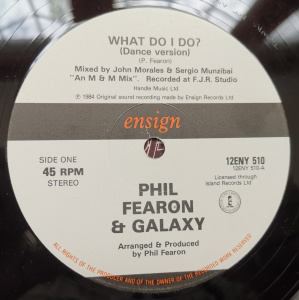 WHAT DO I DO?
(Dance version)
(P. Fearon)
Mixed by John Morales & Sergio Munzibai
"An M & M Mix". Recorded at F.J.R. Studio
Handle Music Ltd
℗ 1984 Original sound recording made by Ensign Records Ltd
ensign
SIDE ONE
45 RPM
STEREO
12ENY 510
12ENY 510-A
Licensed through
Island Records Ltd
PHIL
FEARON
& GALAXY
Arranged & Produced
by Phil Fearon
ALL RIGHTS OF THE PRODUCER AND OF THE OWNER OF THE RECORDED WORK RESERVED